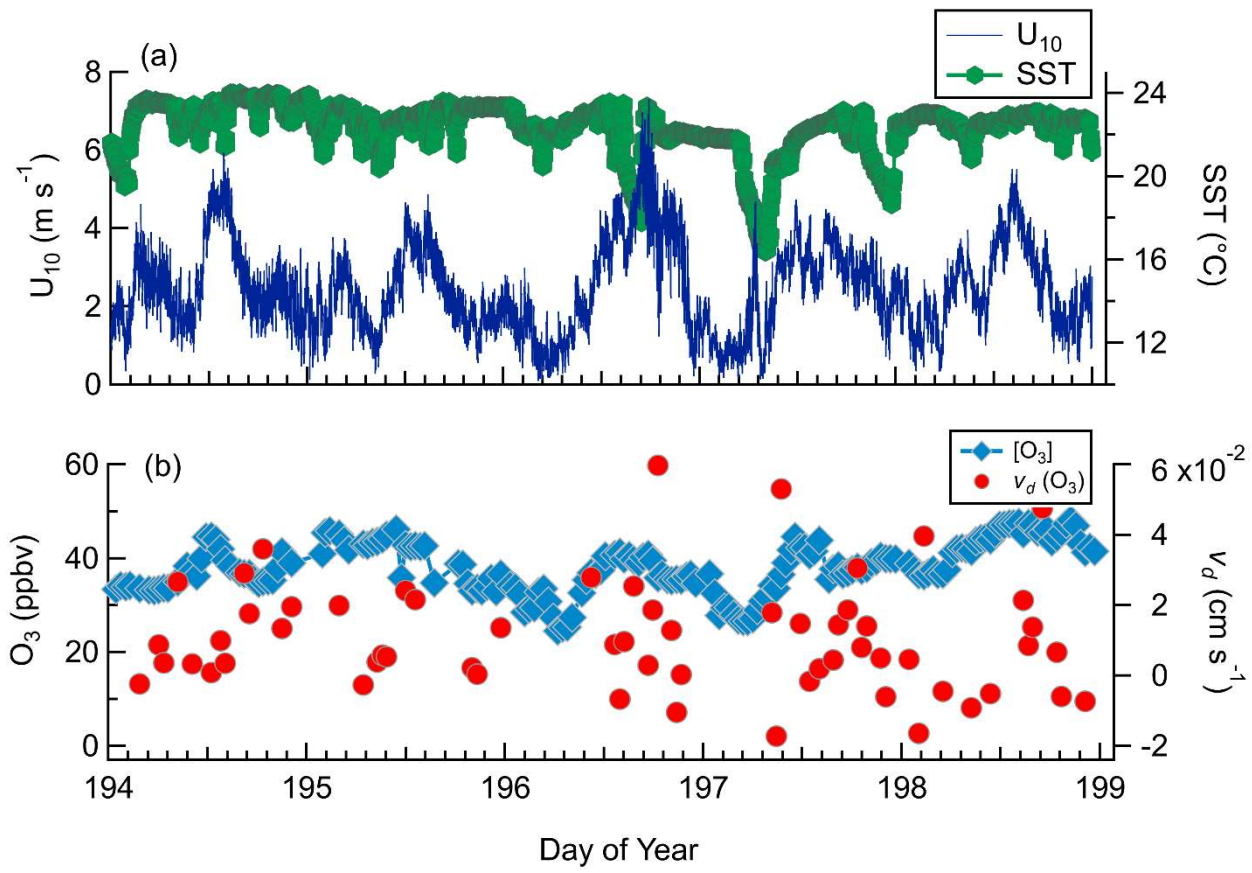 (a)
U₁₀
SST
8
6
4
2
0
U₁₀ (m s⁻¹)
24
20
16
12
SST (°C)
(b)
[O₃]
v_d (O₃)
60
40
20
0
O₃ (ppbv)
6 x10⁻²
4
2
0
-2
v_d (cm s⁻¹)
194 195 196 197 198 199
Day of Year